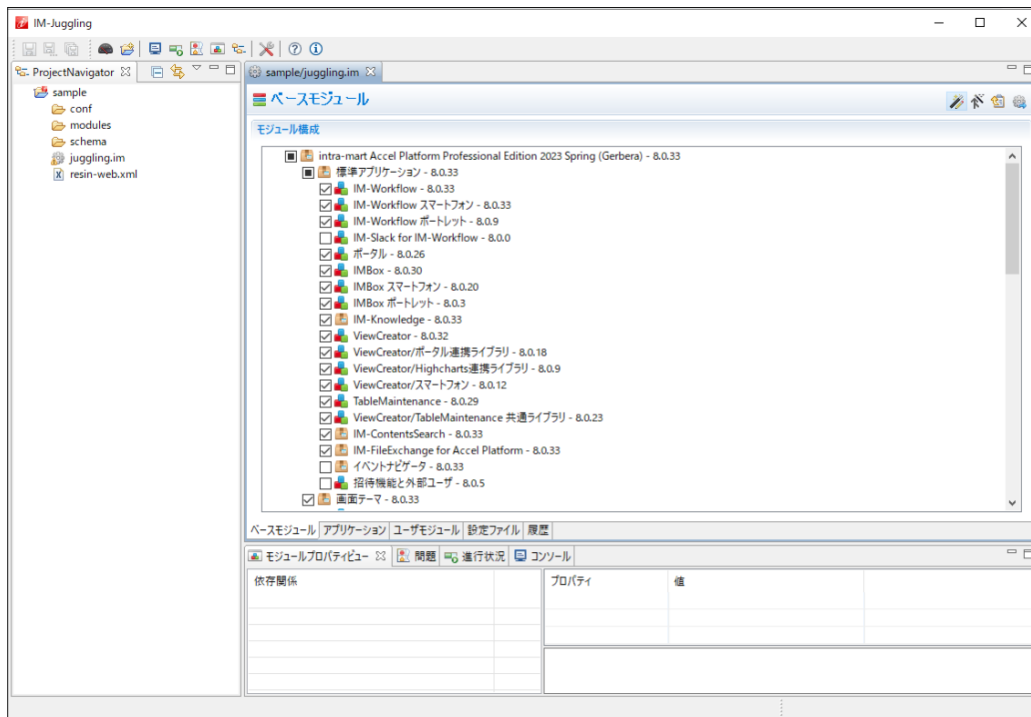 IM-Juggling
ProjectNavigator
sample
conf
modules
schema
juggling.im
resin-web.xml
sample/juggling.im
ベースモジュール
モジュール構成
intra-mart Accel Platform Professional Edition 2023 Spring (Gerbera) - 8.0.33
標準アプリケーション - 8.0.33
IM-Workflow - 8.0.33
IM-Workflow スマートフォン - 8.0.33
IM-Workflow ポートレット - 8.0.9
IM-Slack for IM-Workflow - 8.0.0
ポータル - 8.0.26
IMBox - 8.0.30
IMBox スマートフォン - 8.0.20
IMBox ポートレット - 8.0.3
IM-Knowledge - 8.0.33
ViewCreator - 8.0.32
ViewCreator/ポータル連携ライブラリ - 8.0.18
ViewCreator/Highcharts連携ライブラリ - 8.0.9
ViewCreator/スマートフォン - 8.0.12
TableMaintenance - 8.0.29
ViewCreator/TableMaintenance 共通ライブラリ - 8.0.23
IM-ContentsSearch - 8.0.33
IM-FileExchange for Accel Platform - 8.0.33
イベントナビゲータ - 8.0.33
招待機能と外部ユーザ - 8.0.5
画面テーマ - 8.0.33
ベースモジュール アプリケーション ユーザモジュール 設定ファイル 履歴
モジュールプロパティビュー 問題 進行状況 コンソール
依存関係 プロパティ 値